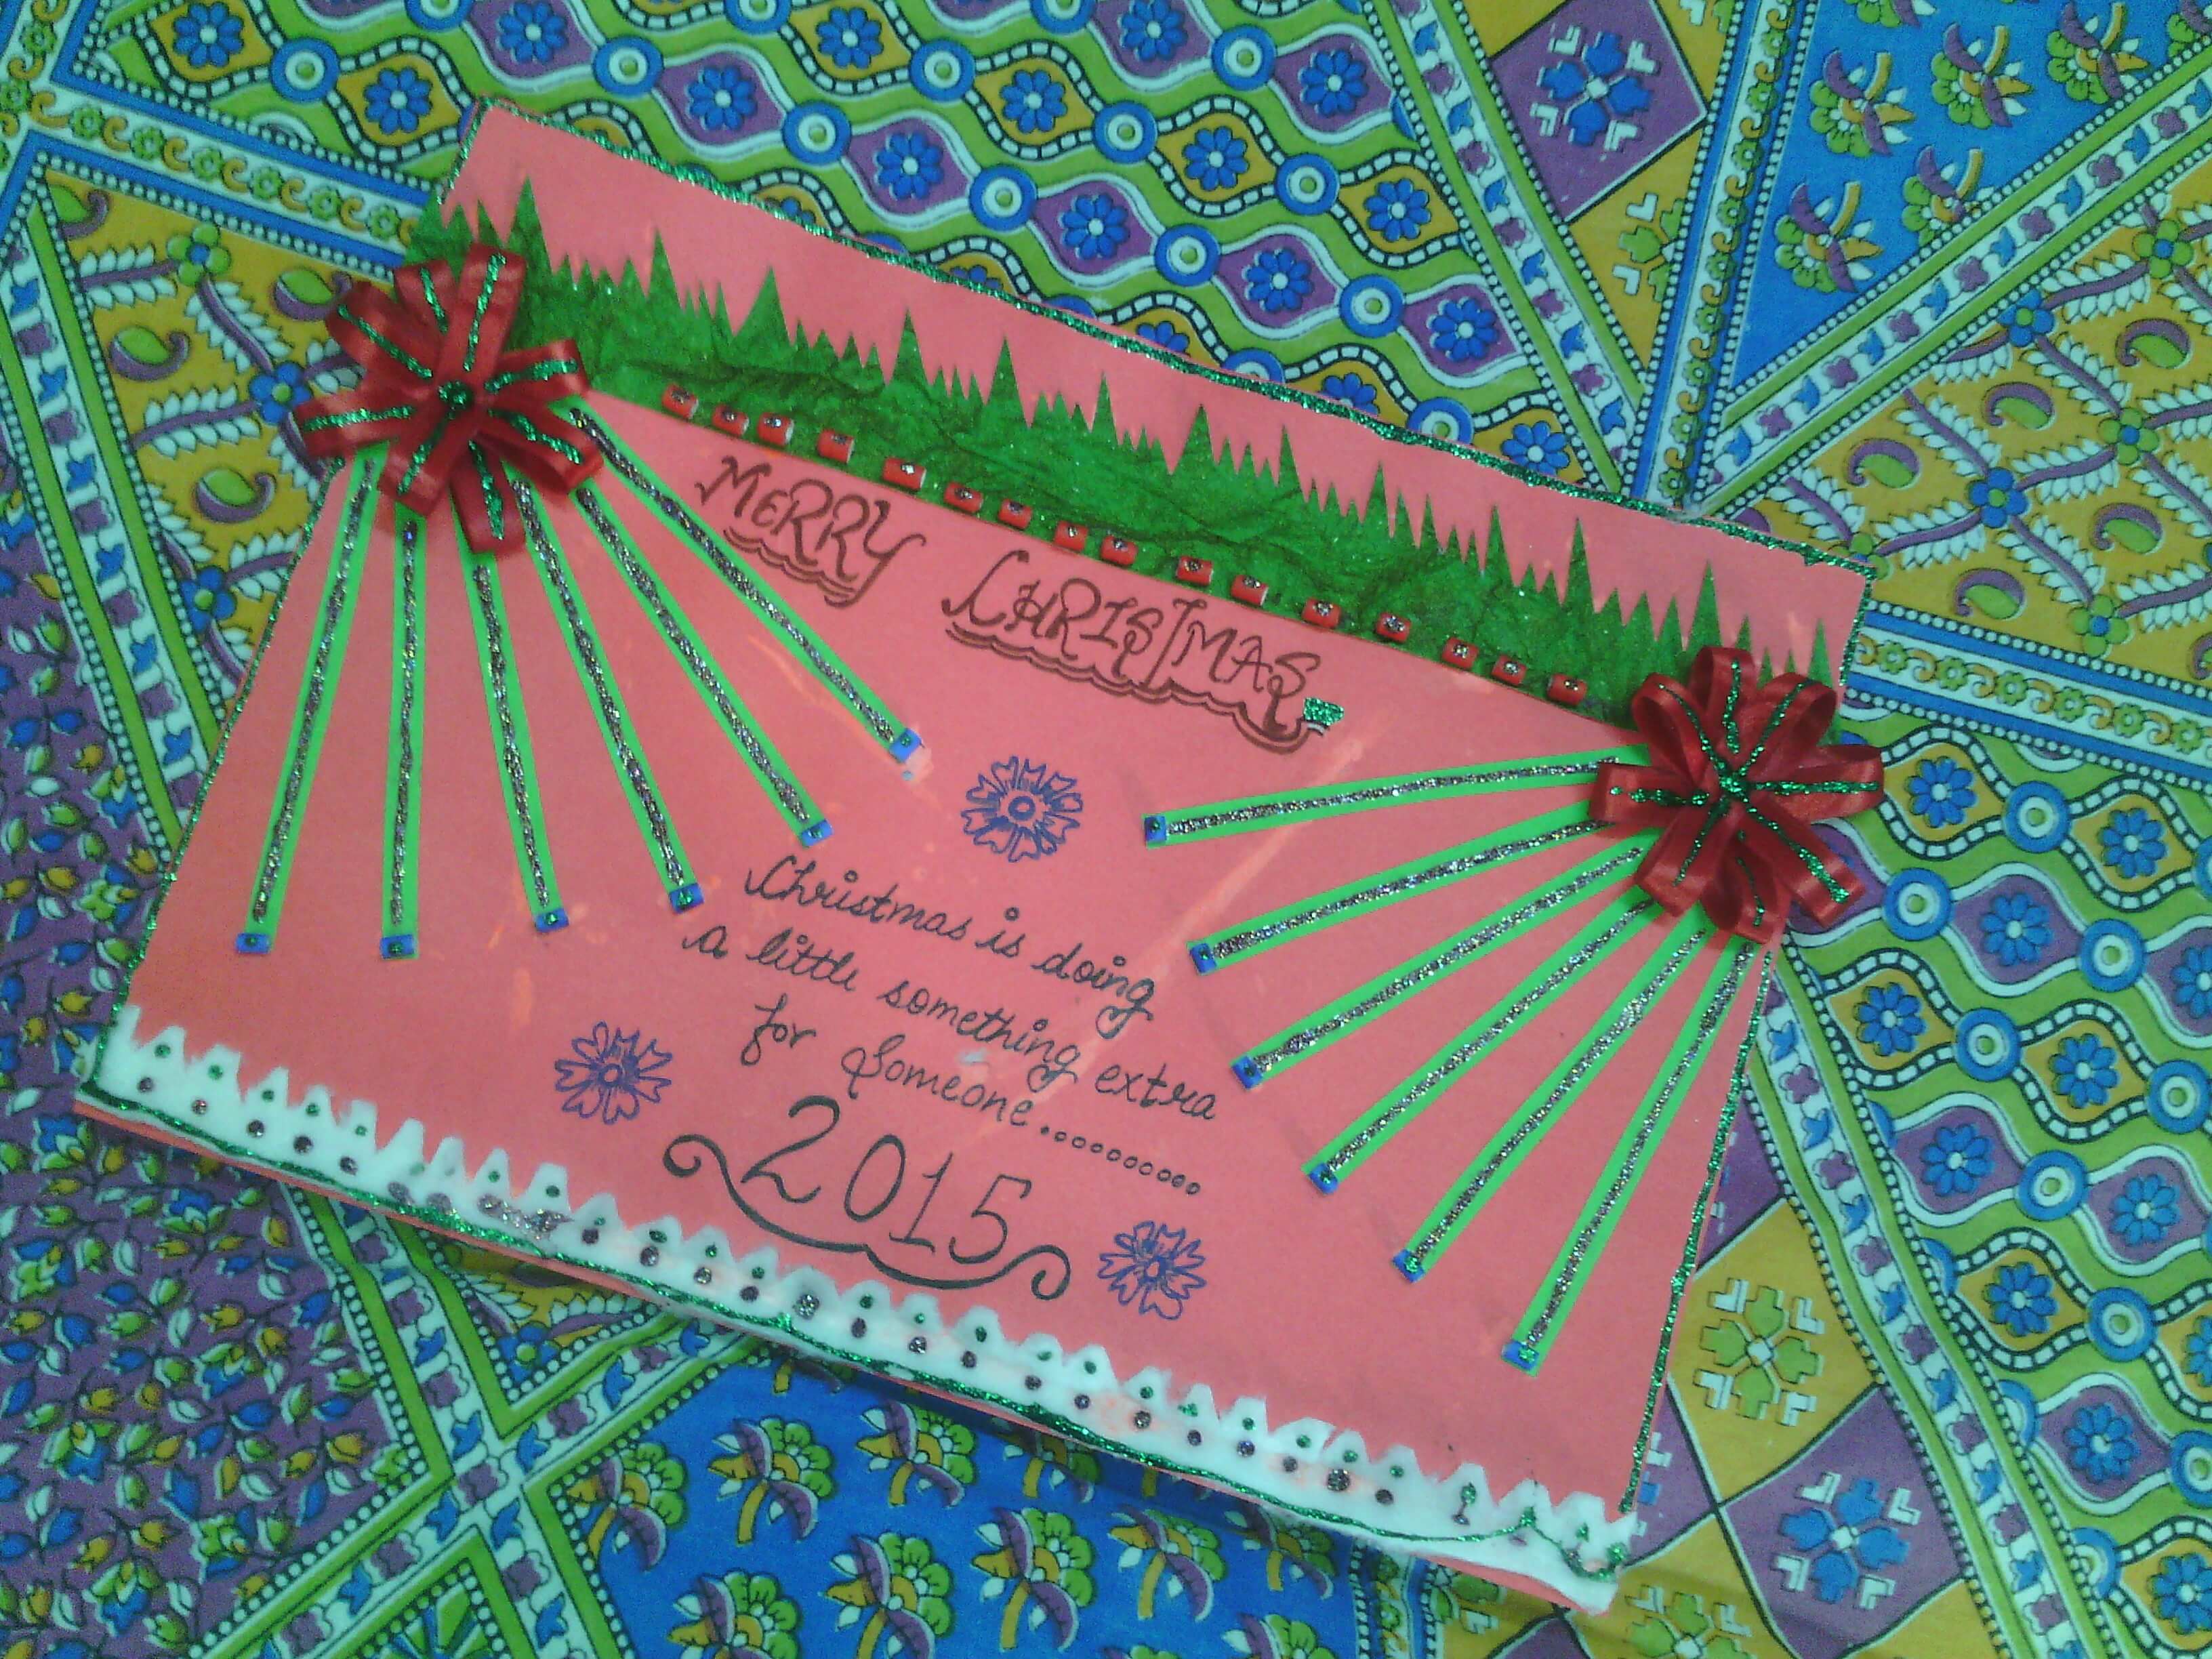 MERRY CHRISTMAS
Christmas is doing
a little something extra
for Someone..........
2015